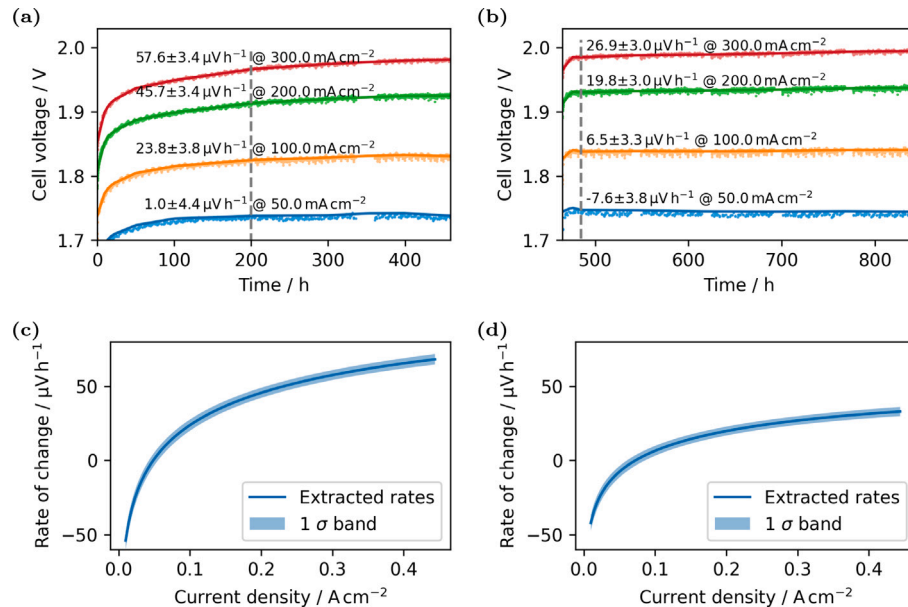 (a)
(b)
2.0
1.9
1.8
1.7
Cell voltage / V
57.6±3.4 µV h⁻¹ @ 300.0 mA cm⁻²
45.7±3.4 µV h⁻¹ @ 200.0 mA cm⁻²
23.8±3.8 µV h⁻¹ @ 100.0 mA cm⁻²
1.0±4.4 µV h⁻¹ @ 50.0 mA cm⁻²
0 100 200 300 400
Time / h
2.0
1.9
1.8
1.7
Cell voltage / V
26.9±3.0 µV h⁻¹ @ 300.0 mA cm⁻²
19.8±3.0 µV h⁻¹ @ 200.0 mA cm⁻²
6.5±3.3 µV h⁻¹ @ 100.0 mA cm⁻²
-7.6±3.8 µV h⁻¹ @ 50.0 mA cm⁻²
500 600 700 800
Time / h
(c)
(d)
50
0
−50
Rate of change / µV h⁻¹
Extracted rates
1 σ band
0.0 0.1 0.2 0.3 0.4
Current density / A cm⁻²
50
0
−50
Rate of change / µV h⁻¹
Extracted rates
1 σ band
0.0 0.1 0.2 0.3 0.4
Current density / A cm⁻²